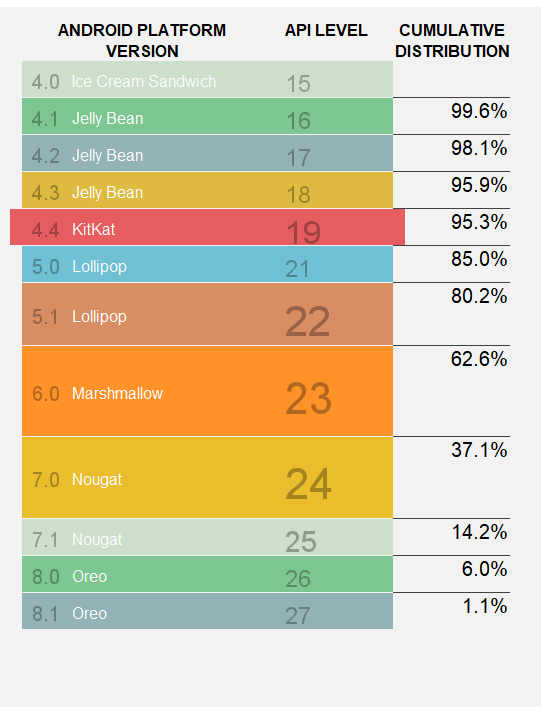 ANDROID PLATFORM VERSION API LEVEL CUMULATIVE DISTRIBUTION
4.0 Ice Cream Sandwich 15
99.6%
4.1 Jelly Bean 16
98.1%
4.2 Jelly Bean 17
95.9%
4.3 Jelly Bean 18
95.3%
4.4 KitKat 19
85.0%
5.0 Lollipop 21
80.2%
5.1 Lollipop 22
62.6%
6.0 Marshmallow 23
37.1%
7.0 Nougat 24
14.2%
7.1 Nougat 25
6.0%
8.0 Oreo 26
1.1%
8.1 Oreo 27